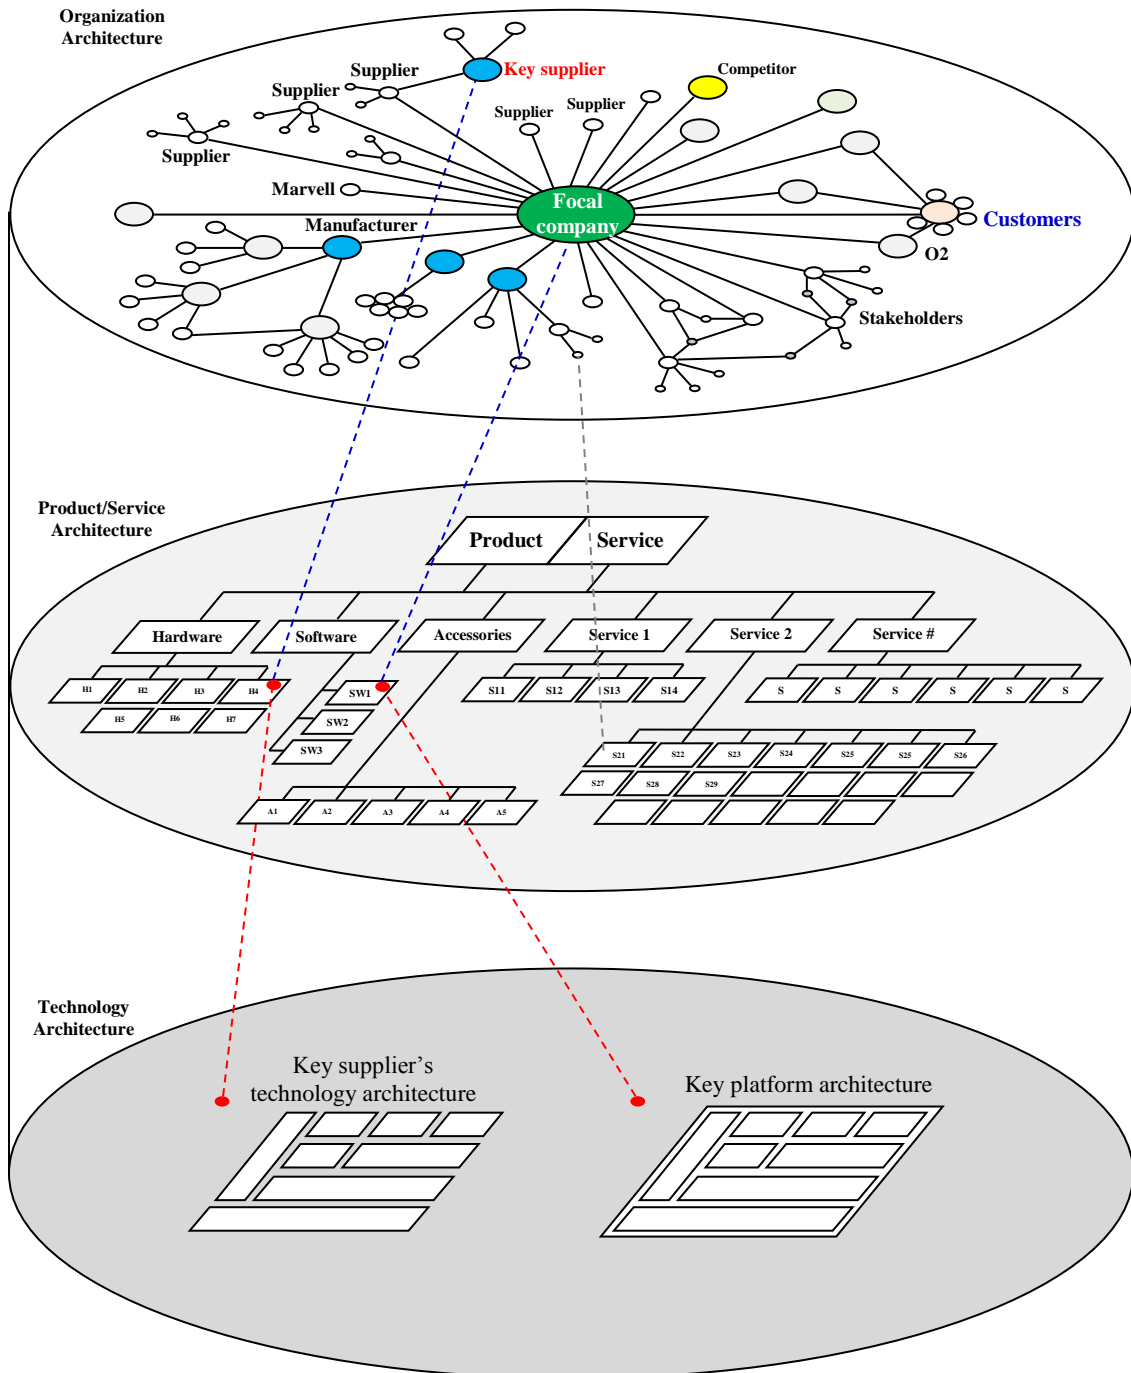 Organization
Architecture
Key supplier
Supplier
Supplier
Competitor
Supplier
Supplier
Supplier
Marvell
Focal
company
Manufacturer
Customers
O2
Stakeholders
Product/Service
Architecture
Product
Service
Hardware
Software
Accessories
Service 1
Service 2
Service #
H1
H2
H3
H4
SW1
S11
S12
S13
S14
S
S
S
S
S
S
H5
H6
H7
SW2
SW3
S21
S22
S23
S24
S25
S25
S26
S27
S28
S29
A1
A2
A3
A4
A5
Technology
Architecture
Key supplier’s
technology architecture
Key platform architecture